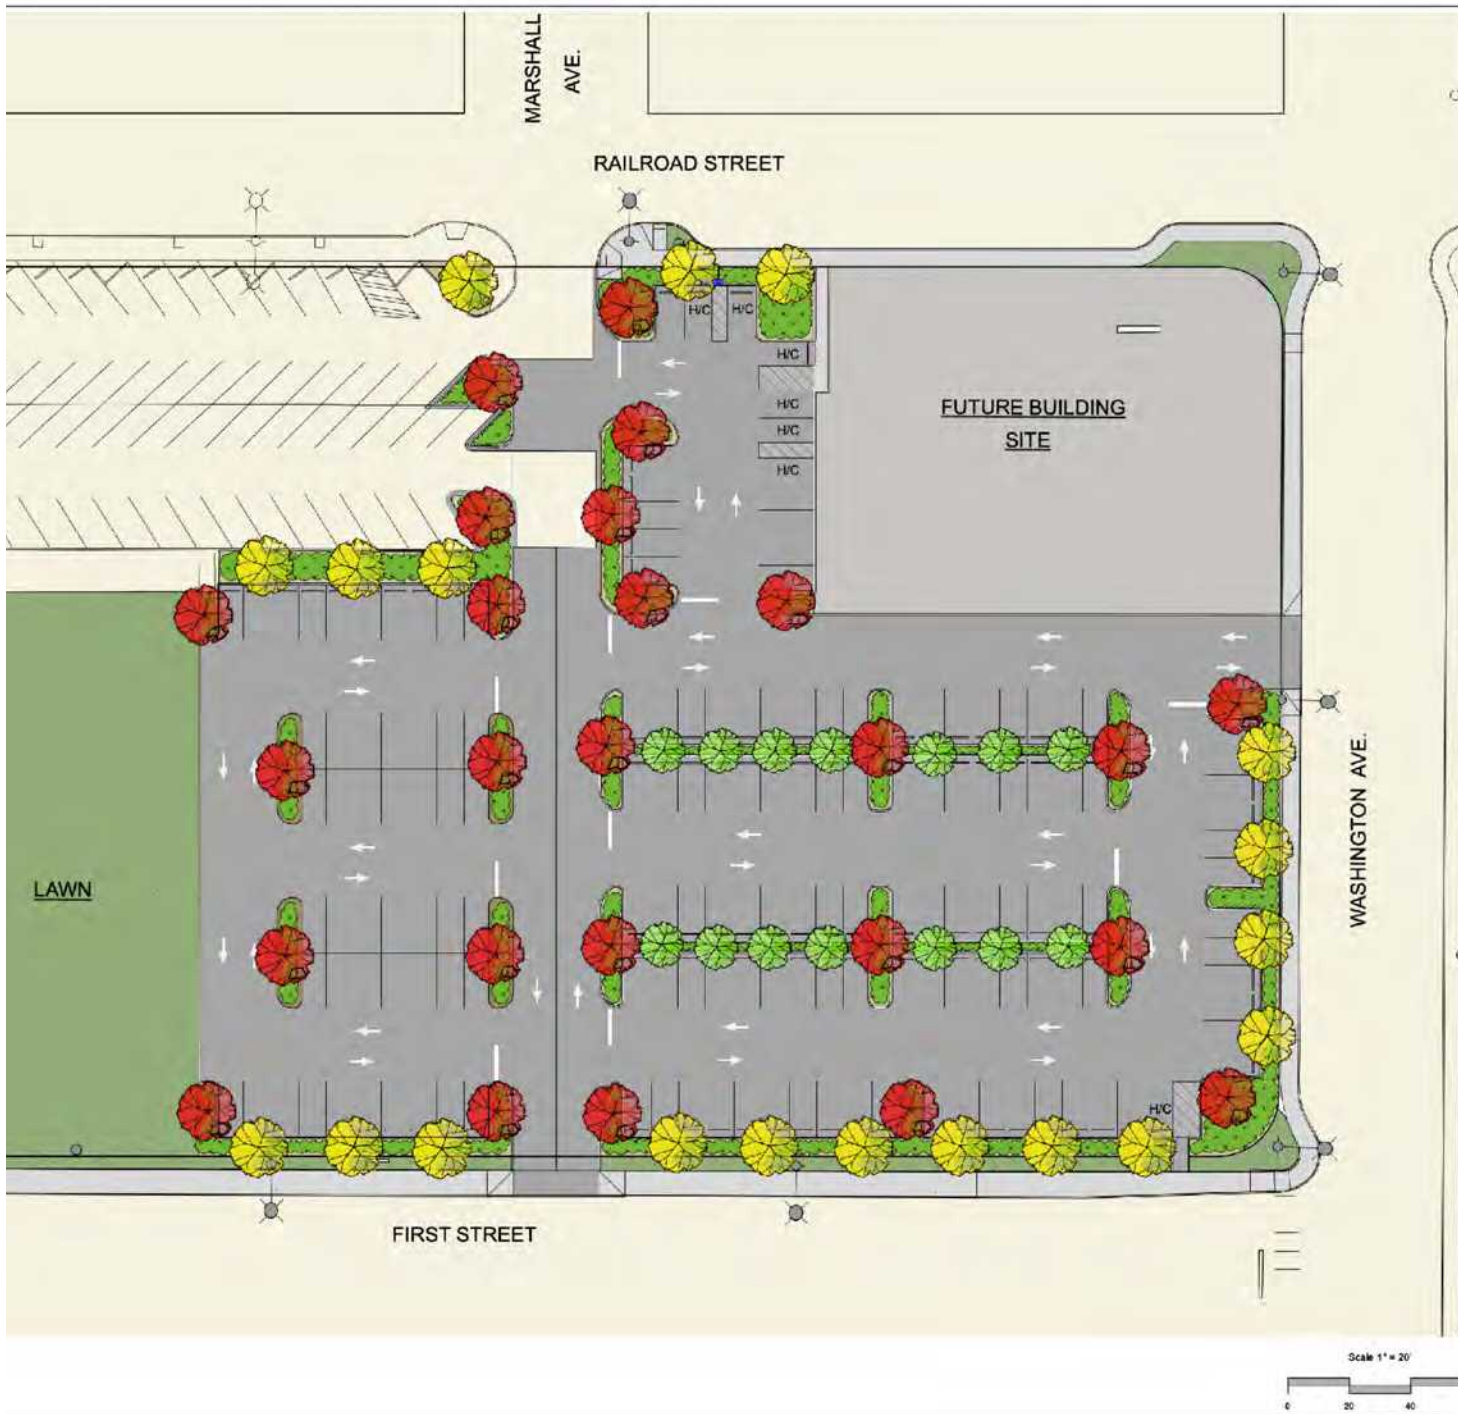 MARSHALL
AVE.
RAILROAD STREET
H/C
H/C
H/C
H/C
H/C
H/C
FUTURE BUILDING
SITE
WASHINGTON AVE.
LAWN
H/C
FIRST STREET
Scale 1" = 20'
0 20 40